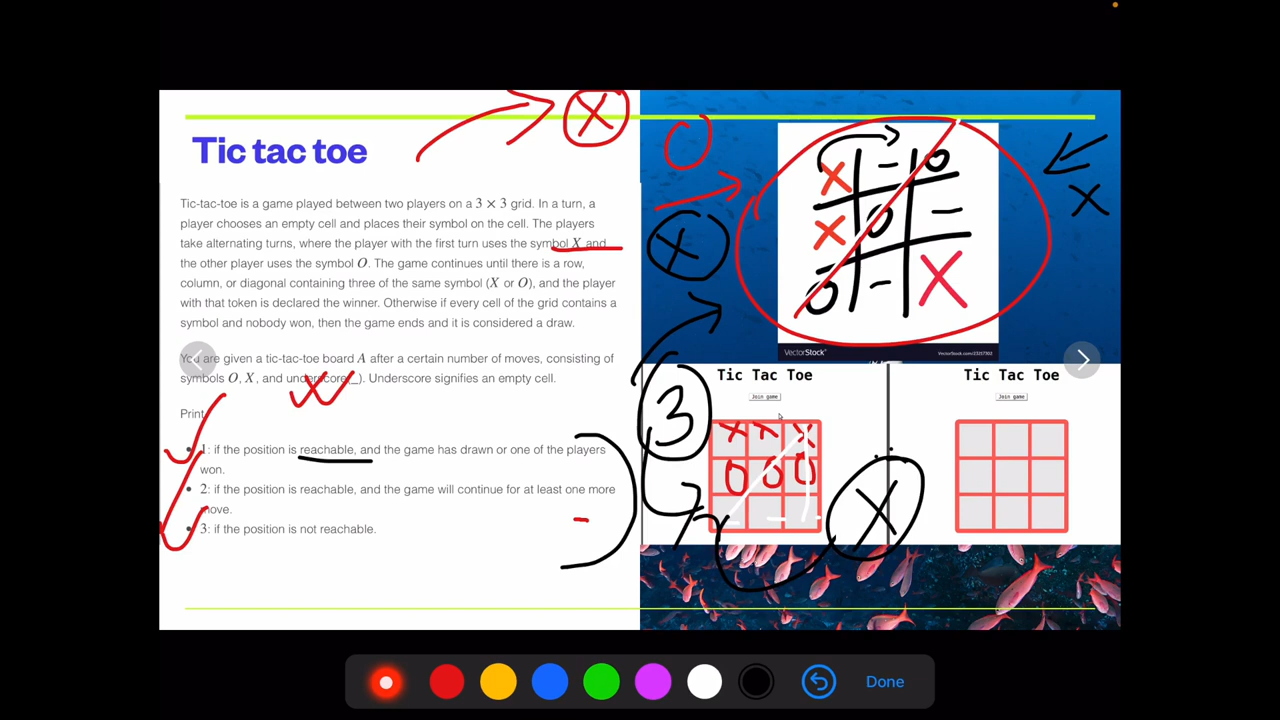 Tic tac toe
Tic-tac-toe is a game played between two players on a 3 × 3 grid. In a turn, a
player chooses an empty cell and places their symbol on the cell. The players
take alternating turns, where the player with the first turn uses the symbol X and
the other player uses the symbol O. The game continues until there is a row,
column, or diagonal containing three of the same symbol (X or O), and the player
with that token is declared the winner. Otherwise if every cell of the grid contains a
symbol and nobody won, then the game ends and it is considered a draw.
You are given a tic-tac-toe board A after a certain number of moves, consisting of
symbols O, X, and underscore(_). Underscore signifies an empty cell.
Print
1: if the position is reachable, and the game has drawn or one of the players
won.
2: if the position is reachable, and the game will continue for at least one more
move.
3: if the position is not reachable.
X
O
X
X
X - O
X O -
O - X
VectorStock®
VectorStock.com/23217302
3
Tic Tac Toe
Join game
X X X
O O O
_ _ _
X
Tic Tac Toe
Join game
Done